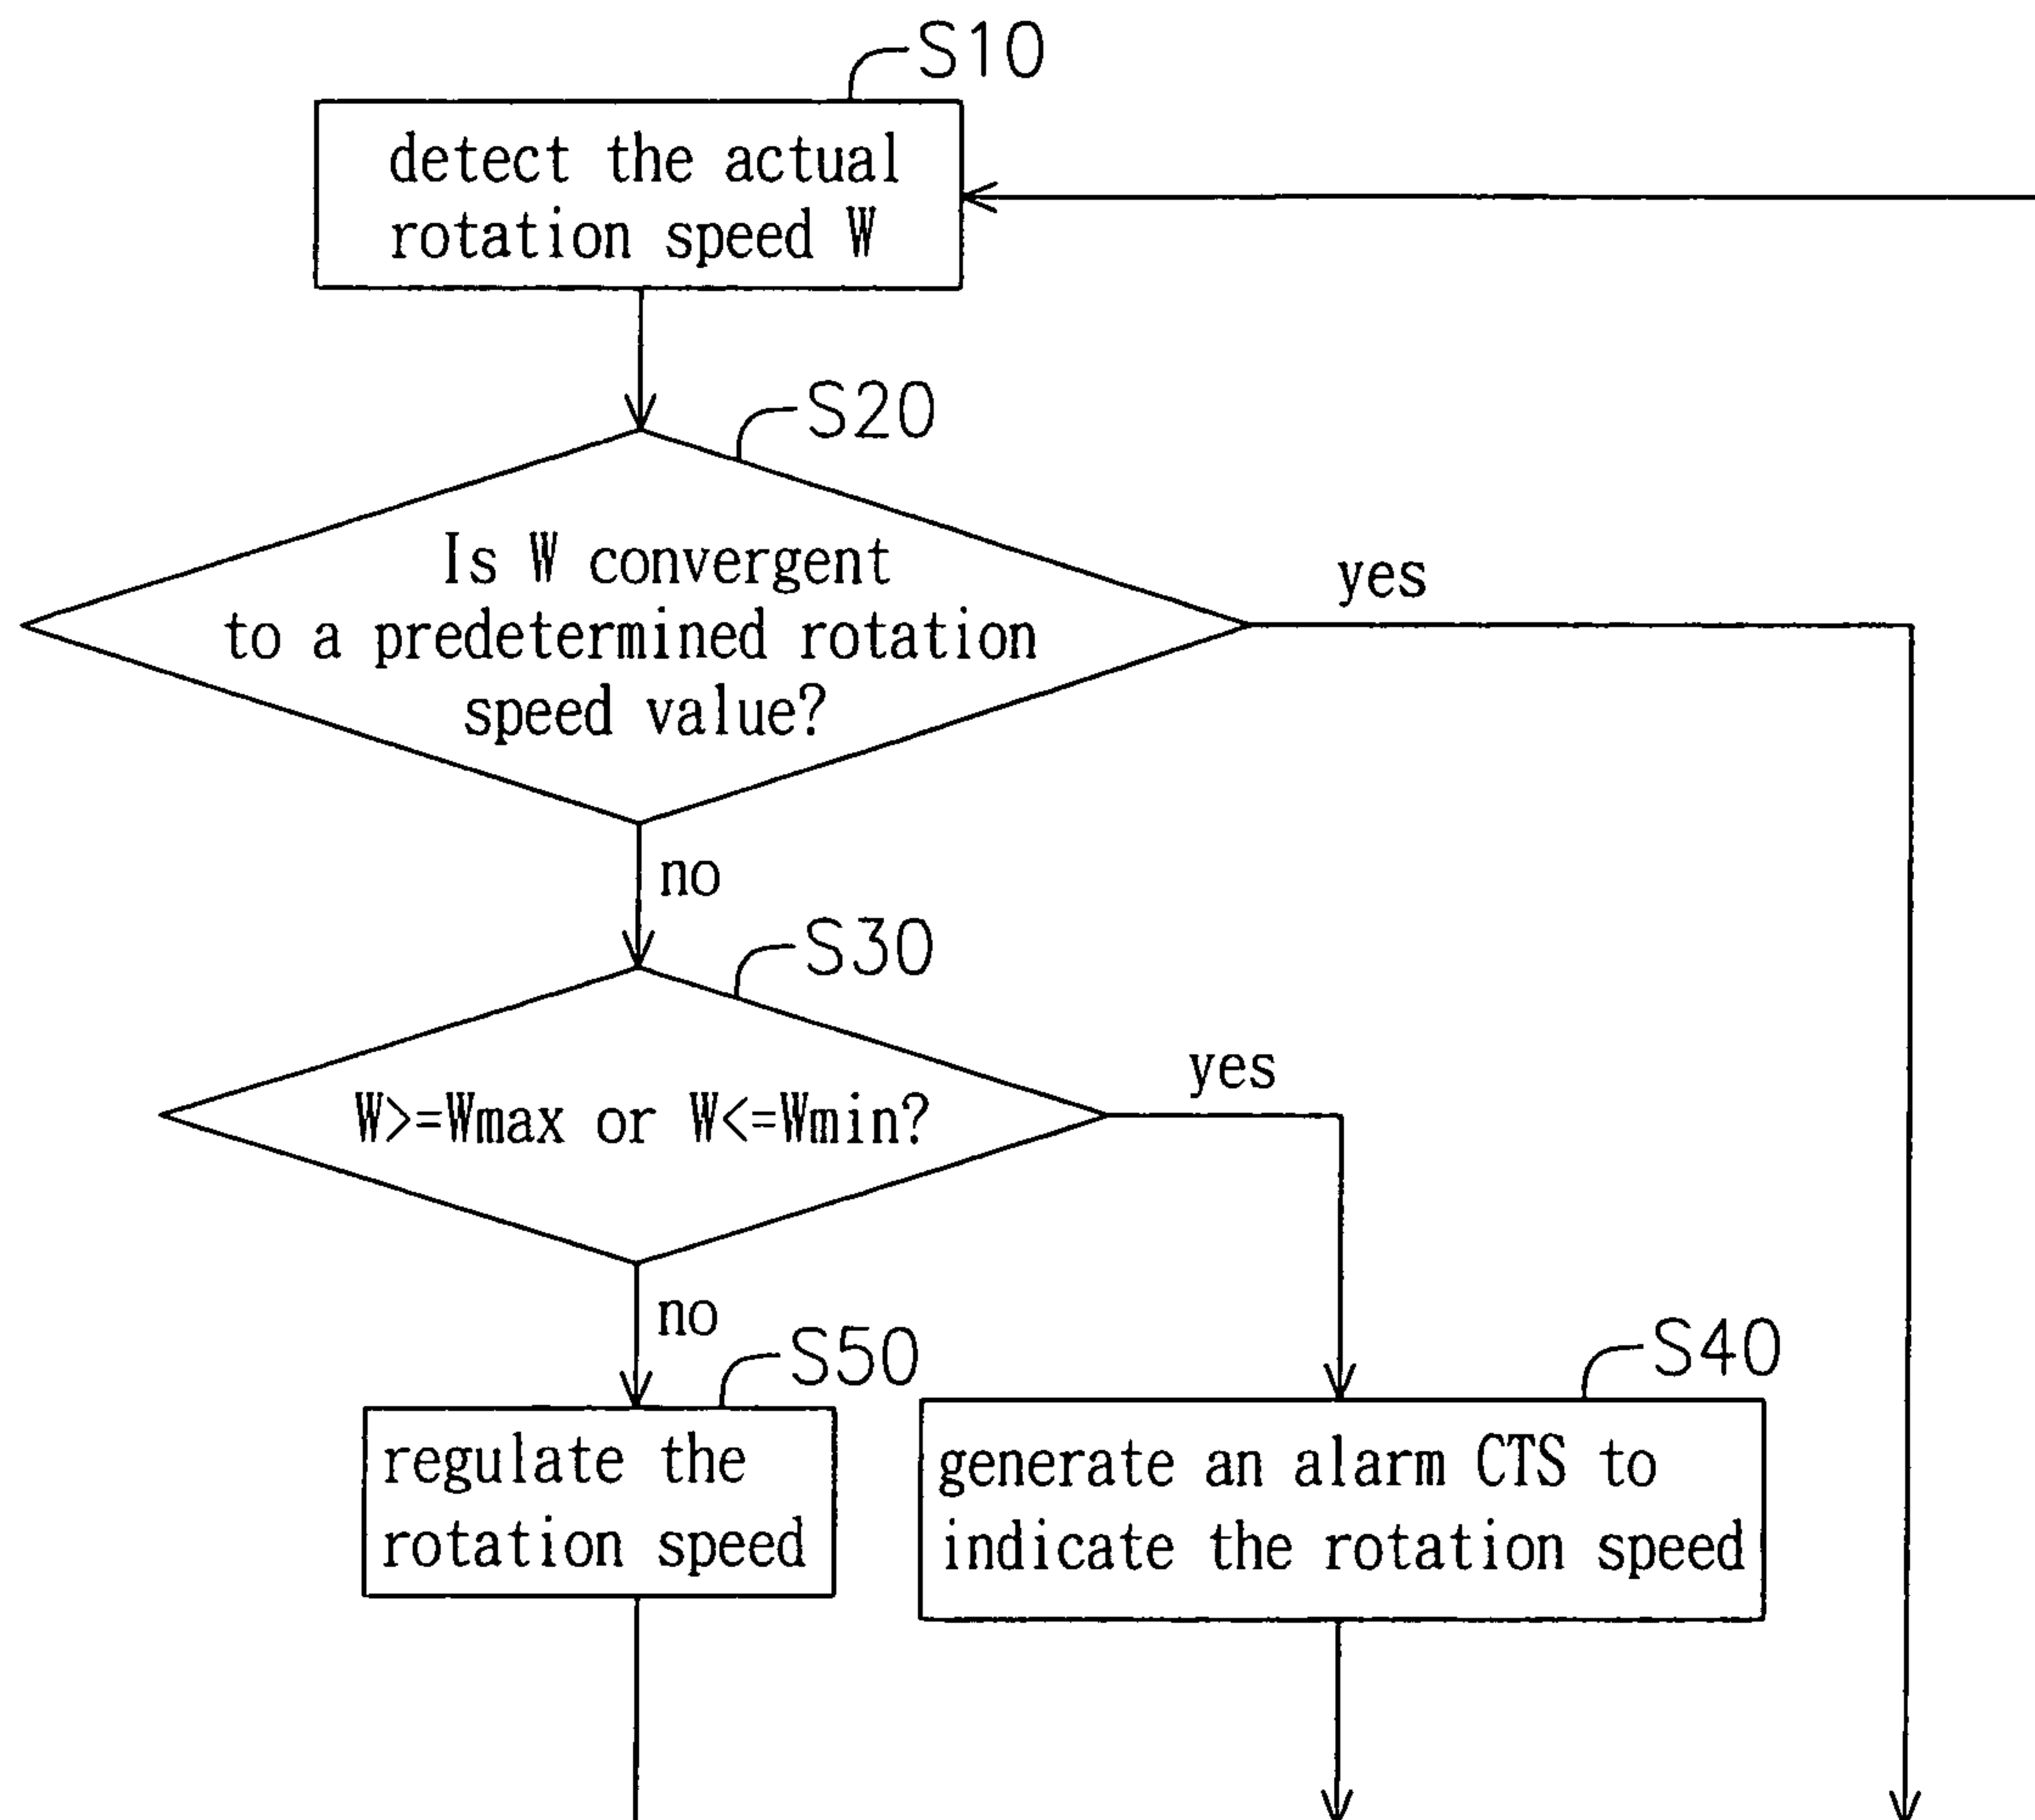 S10
detect the actual
rotation speed W
S20
Is W convergent
to a predetermined rotation
speed value?
yes
no
S30
W>=Wmax or W<=Wmin?
yes
no
S50
regulate the
rotation speed
S40
generate an alarm CTS to
indicate the rotation speed